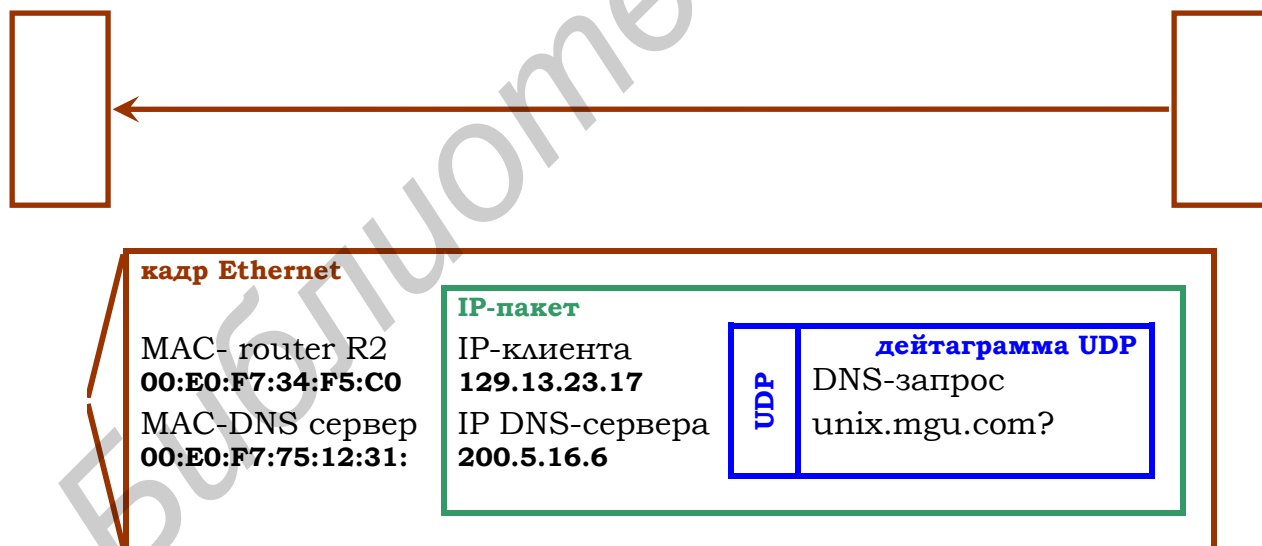 кадр Ethernet
MAC- router R2
00:E0:F7:34:F5:C0
MAC-DNS сервер
00:E0:F7:75:12:31:
IP-пакет
IP-клиента
129.13.23.17
IP DNS-сервера
200.5.16.6
UDP
дейтаграмма UDP
DNS-запрос
unix.mgu.com?